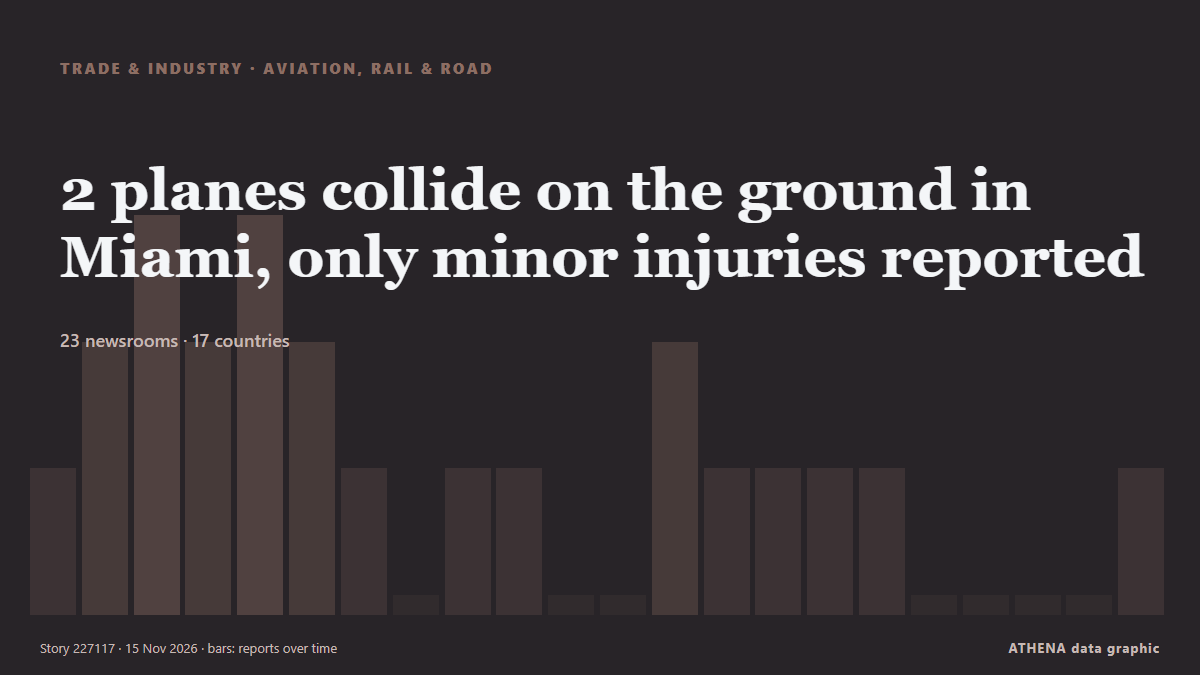 TRADE & INDUSTRY · AVIATION, RAIL & ROAD
2 planes collide on the ground in
Miami, only minor injuries reported
23 newsrooms · 17 countries
Story 227117 · 15 Nov 2026 · bars: reports over time
ATHENA data graphic